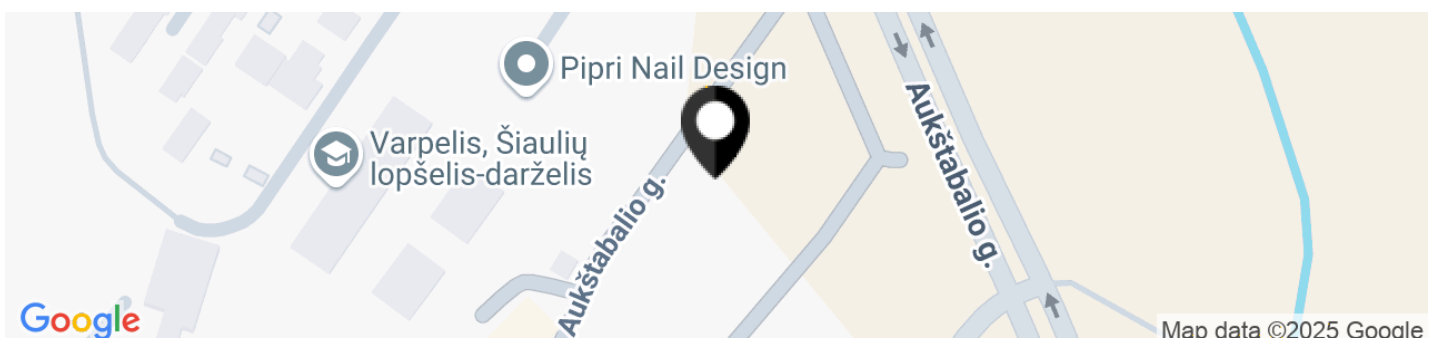 Pipri Nail Design
Varpelis, Šiaulių
lopšelis-darželis
Aukštabalio g.
Aukštabalio g.
Google
Map data ©2025 Google